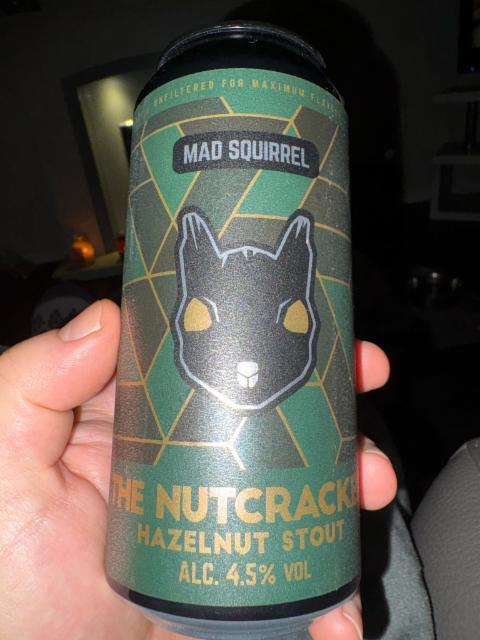 UNFILTERED FOR MAXIMUM
MAD SQUIRREL
THE NUTCRACKE
HAZELNUT STOUT
ALC. 4.5% VOL